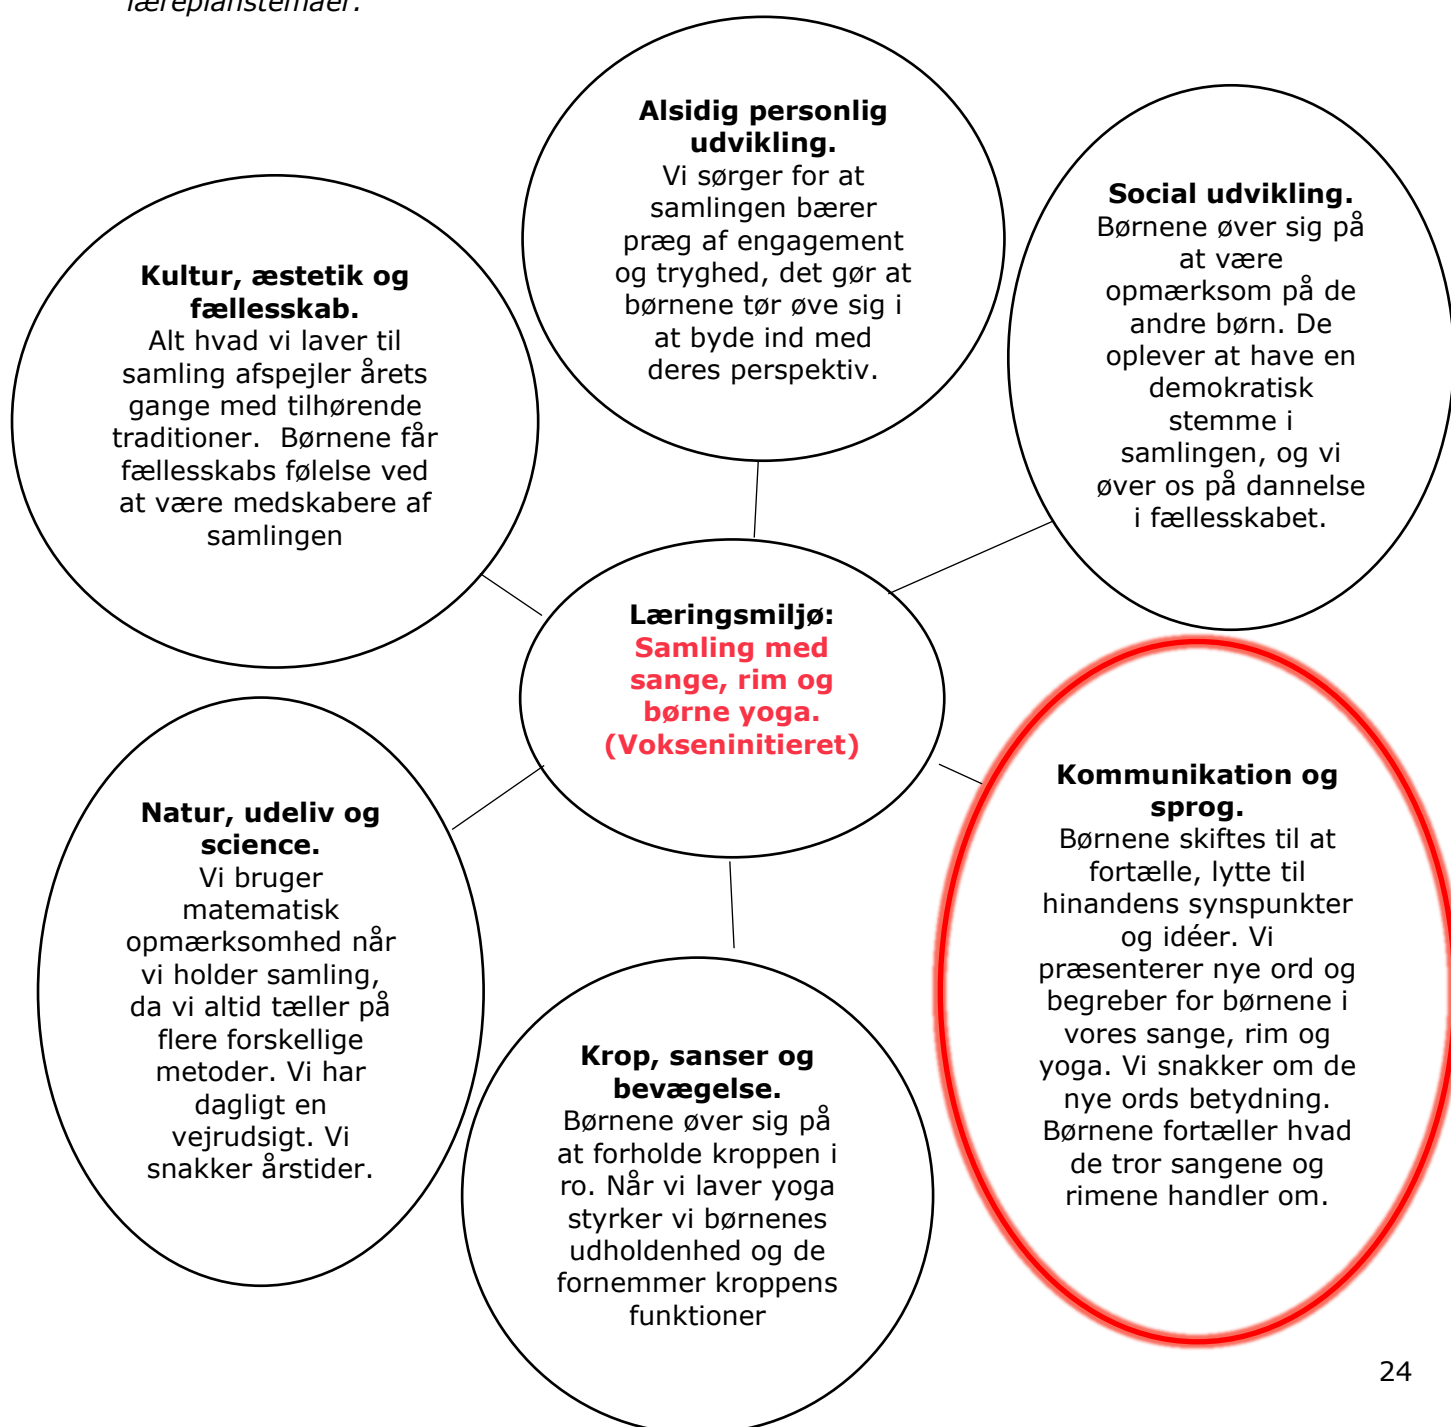 læreplanstemaer.
Alsidig personlig
udvikling.
Vi sørger for at
samlingen bærer
præg af engagement
og tryghed, det gør at
børnene tør øve sig i
at byde ind med
deres perspektiv.
Social udvikling.
Børnene øver sig på
at være
opmærksom på de
andre børn. De
oplever at have en
demokratisk
stemme i
samlingen, og vi
øver os på dannelse
i fællesskabet.
Kultur, æstetik og
fællesskab.
Alt hvad vi laver til
samling afspejler årets
gange med tilhørende
traditioner.  Børnene får
fællesskabs følelse ved
at være medskabere af
samlingen
Læringsmiljø:
Samling med
sange, rim og
børne yoga.
(Vokseninitieret)
Kommunikation og
sprog.
Børnene skiftes til at
fortælle, lytte til
hinandens synspunkter
og idéer. Vi
præsenterer nye ord og
begreber for børnene i
vores sange, rim og
yoga. Vi snakker om de
nye ords betydning.
Børnene fortæller hvad
de tror sangene og
rimene handler om.
Natur, udeliv og
science.
Vi bruger
matematisk
opmærksomhed når
vi holder samling,
da vi altid tæller på
flere forskellige
metoder. Vi har
dagligt en
vejrudsigt. Vi
snakker årstider.
Krop, sanser og
bevægelse.
Børnene øver sig på
at forholde kroppen i
ro. Når vi laver yoga
styrker vi børnenes
udholdenhed og de
fornemmer kroppens
funktioner
24